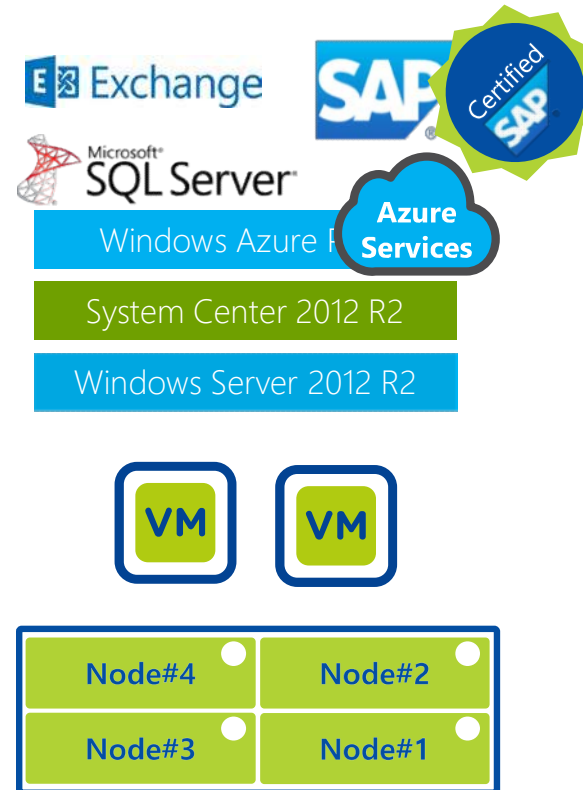 E Exchange
SAP
®
Certified
SAP
Microsoft®
SQL Server
Azure
Services
Windows Azure
System Center 2012 R2
Windows Server 2012 R2
VM VM
Node#4 Node#2
Node#3 Node#1